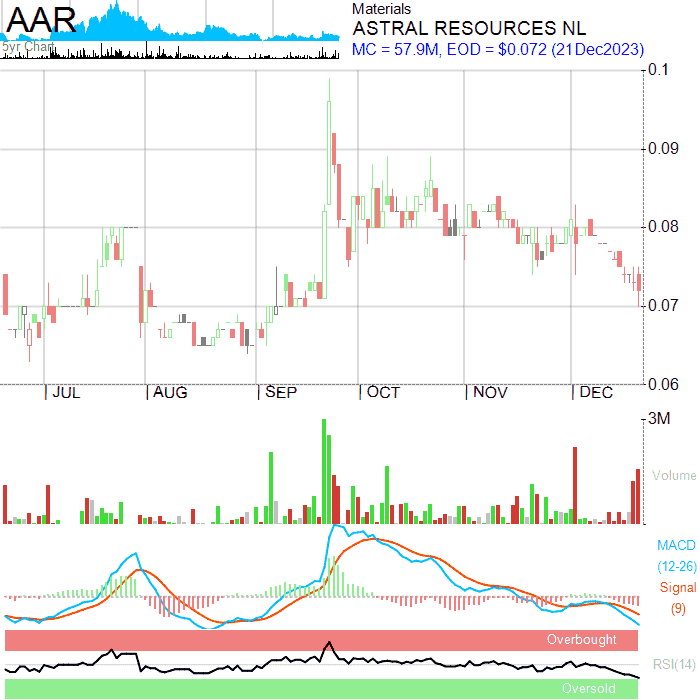 AAR
5yr Chart
Materials
ASTRAL RESOURCES NL
MC = 57.9M, EOD = $0.072 (21Dec2023)
0.1
0.09
0.08
0.07
0.06
JUL
AUG
SEP
OCT
NOV
DEC
3M
Volume
MACD
(12-26)
Signal
(9)
Overbought
RSI(14)
Oversold